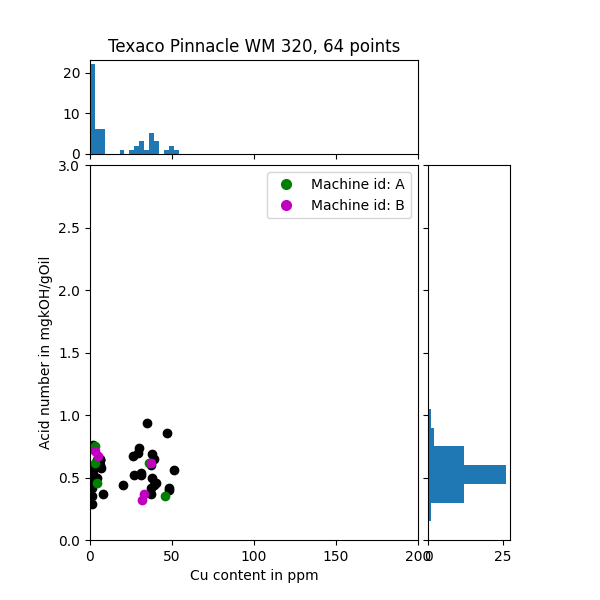 Texaco Pinnacle WM 320, 64 points
20
10
0
3.0
2.5
2.0
1.5
1.0
0.5
0.0
Acid number in mgkOH/gOil
Machine id: A
Machine id: B
0 50 100 150 200
0 25
Cu content in ppm